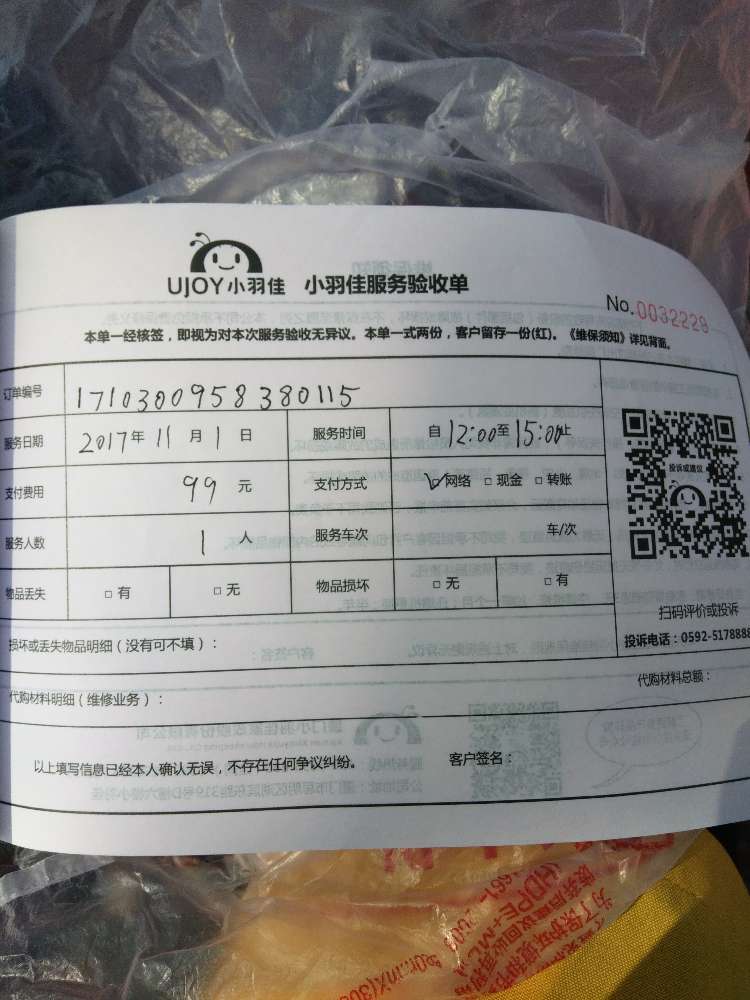 UJOY小羽佳 小羽佳服务验收单
No.0032229
本单一经核签，即视为对本次服务验收无异议。本单一式两份，客户留存一份(红)。《维保须知》详见背面。
订单编号 1710300958380115
服务日期 2017年 11月 1日 服务时间 自12:00至15:00止
支付费用 99元 支付方式 ☑网络 □现金 □转账
服务人数 1人 服务车次 车/次
物品丢失 □有 □无 物品损坏 □无 □有
投诉或建议
扫码评价或投诉
投诉电话：0592-5178888
损坏或丢失物品明细（没有可不填）：
代购材料明细（维修业务）： 代购材料总额：
以上填写信息已经本人确认无误，不存在任何争议纠纷。 客户签名：